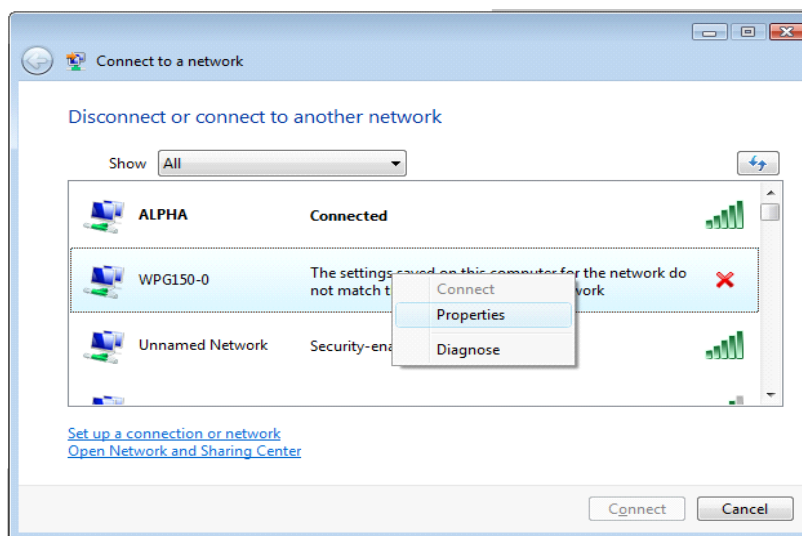 Connect to a network
Disconnect or connect to another network
Show All
ALPHA Connected
WPG150-0 The settings saved on this computer for the network do
not match t work
Connect
Properties
Unnamed Network Security-ena
Diagnose
Set up a connection or network
Open Network and Sharing Center
Connect Cancel